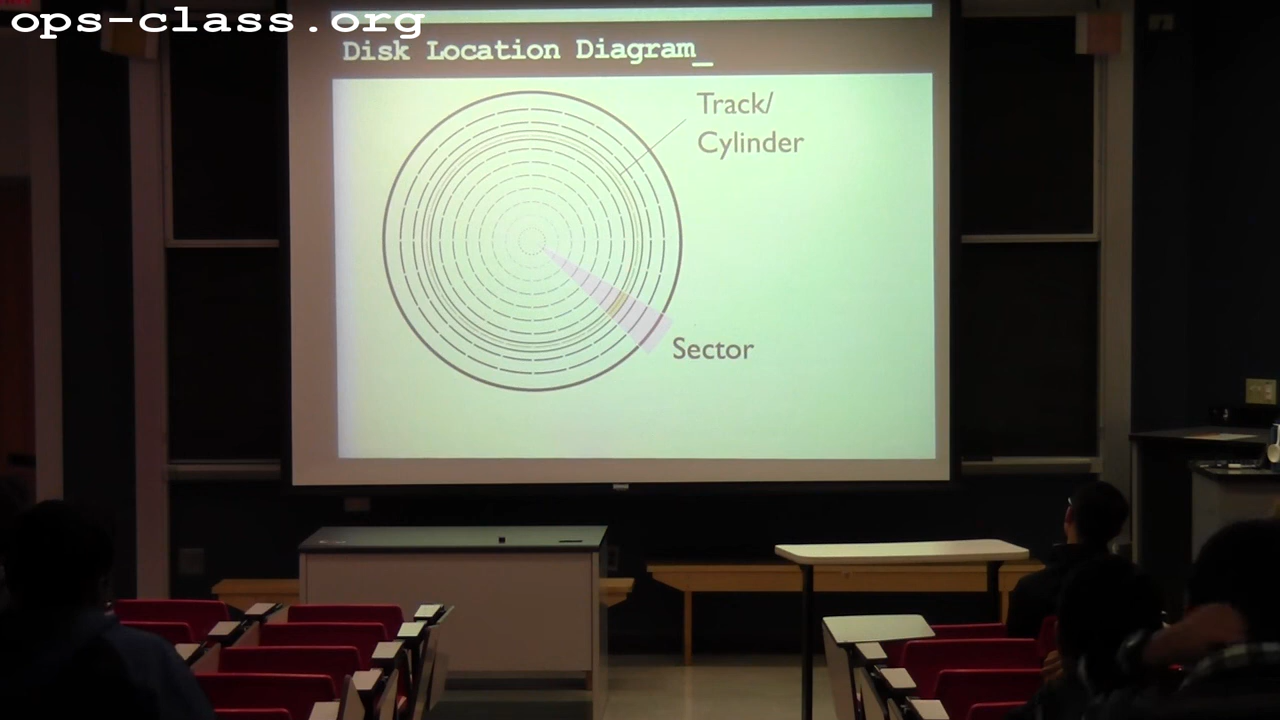 ops-class.org
Disk Location Diagram_
Track/
Cylinder
Sector